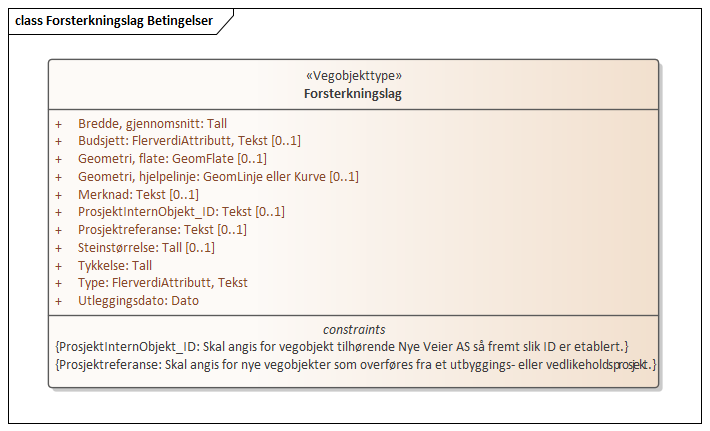 class Forsterkningslag Betingelser
«Vegobjekttype»
Forsterkningslag
+ Bredde, gjennomsnitt: Tall
+ Budsjett: FlerverdiAttributt, Tekst [0..1]
+ Geometri, flate: GeomFlate [0..1]
+ Geometri, hjelpelinje: GeomLinje eller Kurve [0..1]
+ Merknad: Tekst [0..1]
+ ProsjektInternObjekt_ID: Tekst [0..1]
+ Prosjektreferanse: Tekst [0..1]
+ Steinstørrelse: Tall [0..1]
+ Tykkelse: Tall
+ Type: FlerverdiAttributt, Tekst
+ Utleggingsdato: Dato
constraints
{ProsjektInternObjekt_ID: Skal angis for vegobjekt tilhørende Nye Veier AS så fremt slik ID er etablert.}
{Prosjektreferanse: Skal angis for nye vegobjekter som overføres fra et utbyggings- eller vedlikeholdsprosjekt.}